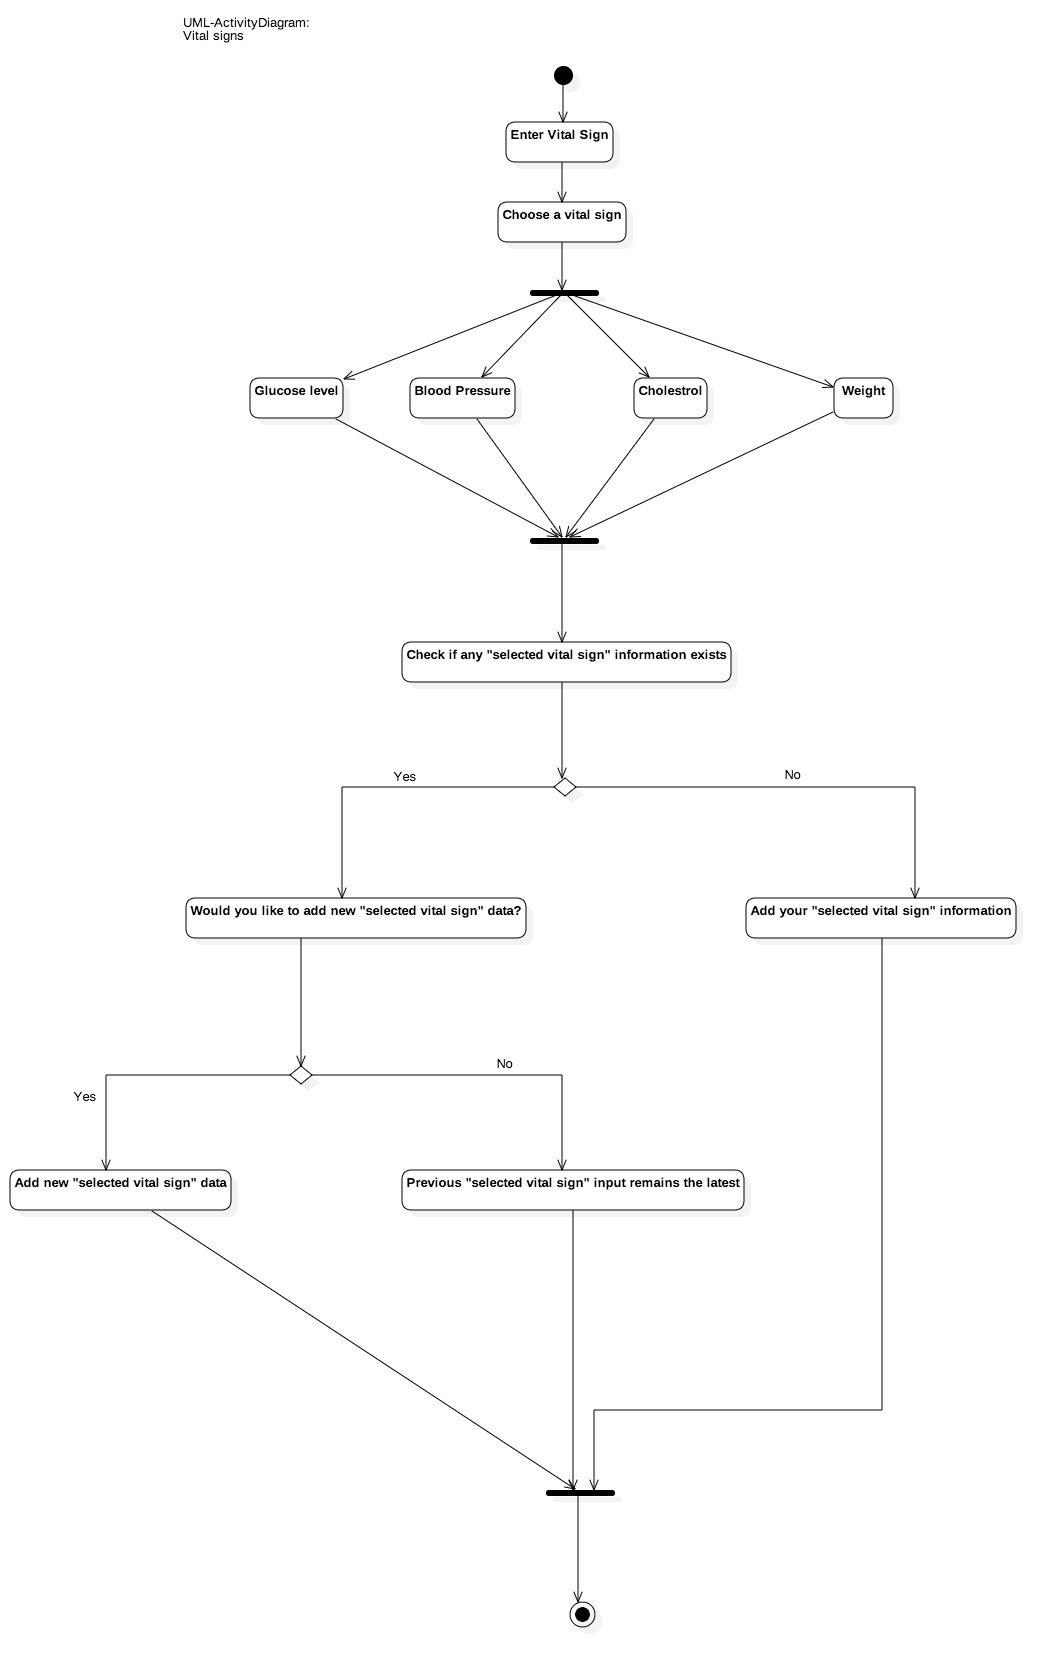 UML-ActivityDiagram:
Vital signs
Enter Vital Sign
Choose a vital sign
Glucose level
Blood Pressure
Cholestrol
Weight
Check if any "selected vital sign" information exists
Yes
No
Would you like to add new "selected vital sign" data?
Add your "selected vital sign" information
No
Yes
Add new "selected vital sign" data
Previous "selected vital sign" input remains the latest